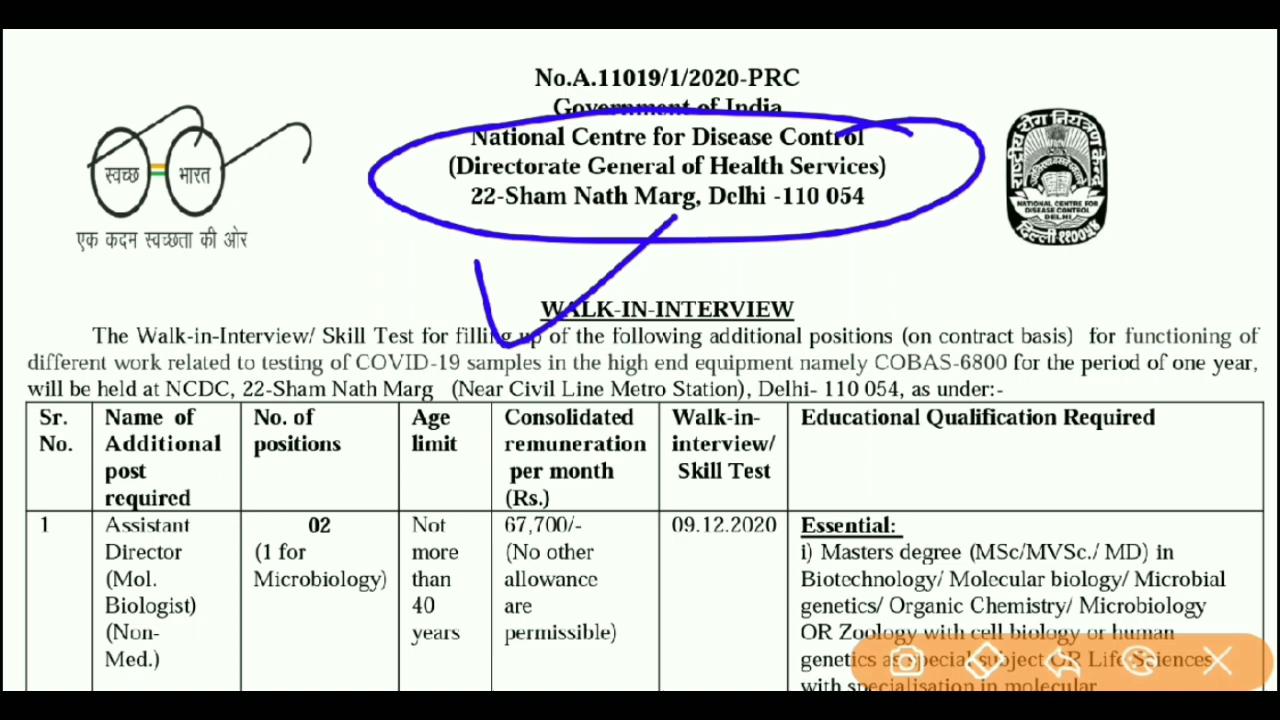 No.A.11019/1/2020-PRC
Government of India
National Centre for Disease Control
(Directorate General of Health Services)
22-Sham Nath Marg, Delhi -110 054
स्वच्छ भारत
एक कदम स्वच्छता की ओर
राष्ट्रीय रोग नियंत्रण केन्द्र
NATIONAL CENTRE FOR
DISEASE CONTROL
DELHI
दिल्ली ११००५४
WALK-IN-INTERVIEW
The Walk-in-Interview/ Skill Test for filling up of the following additional positions (on contract basis) for functioning of
different work related to testing of COVID-19 samples in the high end equipment namely COBAS-6800 for the period of one year,
will be held at NCDC, 22-Sham Nath Marg (Near Civil Line Metro Station), Delhi- 110 054, as under:-
Sr. No.
Name of Additional post required
No. of positions
Age limit
Consolidated remuneration per month (Rs.)
Walk-in-interview/ Skill Test
Educational Qualification Required
1
Assistant
Director
(Mol.
Biologist)
(Non-
Med.)
02
(1 for
Microbiology)
Not
more
than
40
years
67,700/-
(No other
allowance
are
permissible)
09.12.2020
Essential:
i) Masters degree (MSc/MVSc./ MD) in
Biotechnology/ Molecular biology/ Microbial
genetics/ Organic Chemistry/ Microbiology
OR Zoology with cell biology or human
genetics as special subject OR Life Sciences
with specialisation in molecular